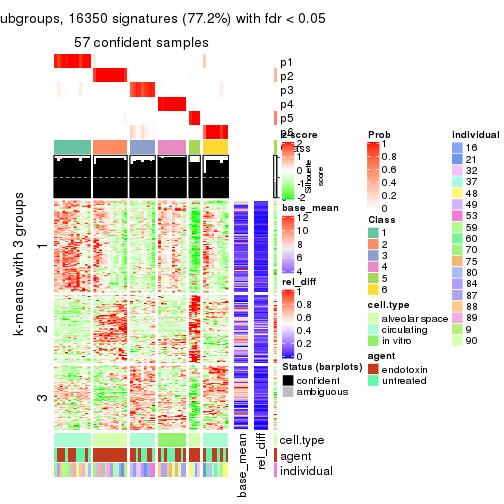 ubgroups, 16350 signatures (77.2%) with fdr < 0.05
57 confident samples
p1
p2
p3
p4
p5
p6
Class
Silhouette
score
k-means with 3 groups
1
2
3
z-score
2
1
0
-1
-2
base_mean
12
10
8
6
4
rel_diff
1
0.8
0.6
0.4
0.2
0
Status (barplots)
confident
ambiguous
Prob
1
0.8
0.6
0.4
0.2
0
Class
1
2
3
4
5
6
cell.type
alveolar space
circulating
in vitro
agent
endotoxin
untreated
individual
16
21
32
37
48
49
53
59
60
70
75
80
84
87
88
99
9
90
cell.type
agent
individual
base_mean
rel_diff